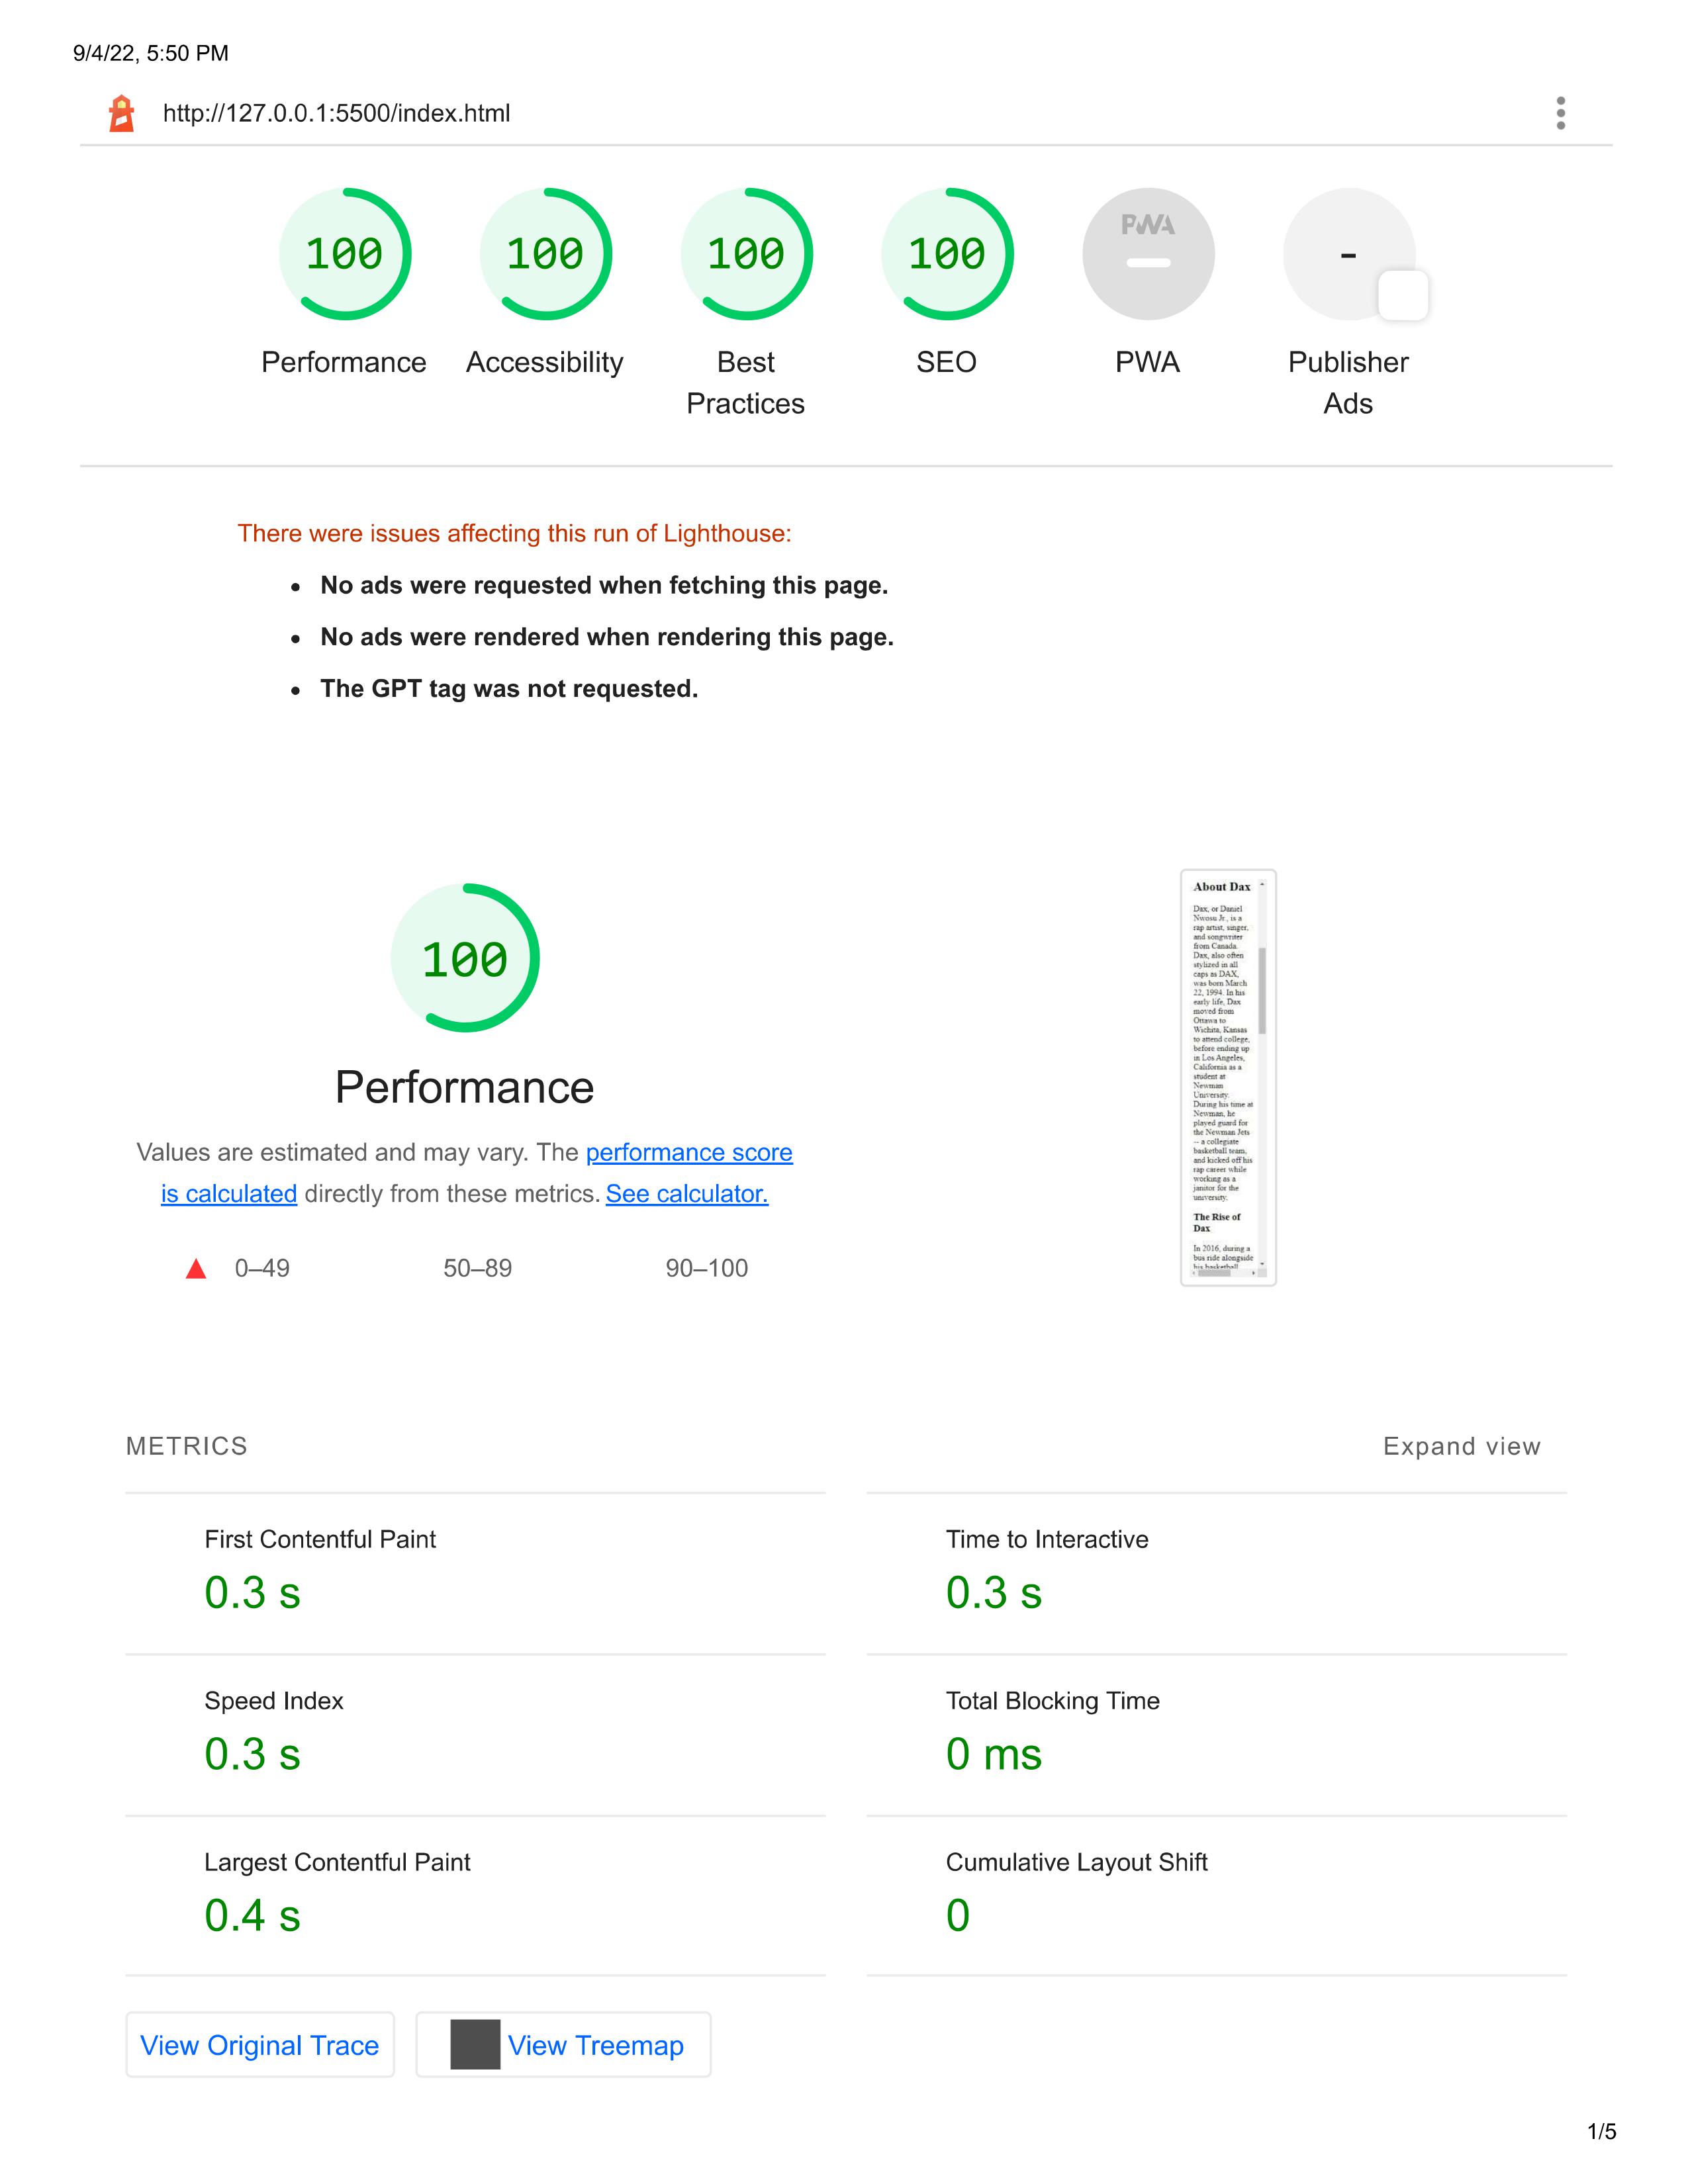 9/4/22, 5:50 PM
http://127.0.0.1:5500/index.html
100
100
100
100
PWA
-
Performance
Accessibility
Best
Practices
SEO
PWA
Publisher
Ads
There were issues affecting this run of Lighthouse:
• No ads were requested when fetching this page.
• No ads were rendered when rendering this page.
• The GPT tag was not requested.
100
Performance
Values are estimated and may vary. The performance score
is calculated directly from these metrics. See calculator.
0–49 50–89 90–100
About Dax
Dax, or Daniel
Nwosu Jr., is a
rap artist, singer,
and songwriter
from Canada.
Dax, also often
stylized in all
caps as DAX,
was born March
22, 1994. In his
early life, Dax
moved from
Ottawa to
Wichita, Kansas
to attend college,
before ending up
in Los Angeles,
California as a
student at
Newman
University.
During his time at
Newman, he
played guard for
the Newman Jets
-- a collegiate
basketball team,
and kicked off his
rap career while
working as a
janitor for the
university.
The Rise of
Dax
In 2016, during a
bus ride alongside
his basketball
METRICS
Expand view
First Contentful Paint
0.3 s
Time to Interactive
0.3 s
Speed Index
0.3 s
Total Blocking Time
0 ms
Largest Contentful Paint
0.4 s
Cumulative Layout Shift
0
View Original Trace
View Treemap
1/5